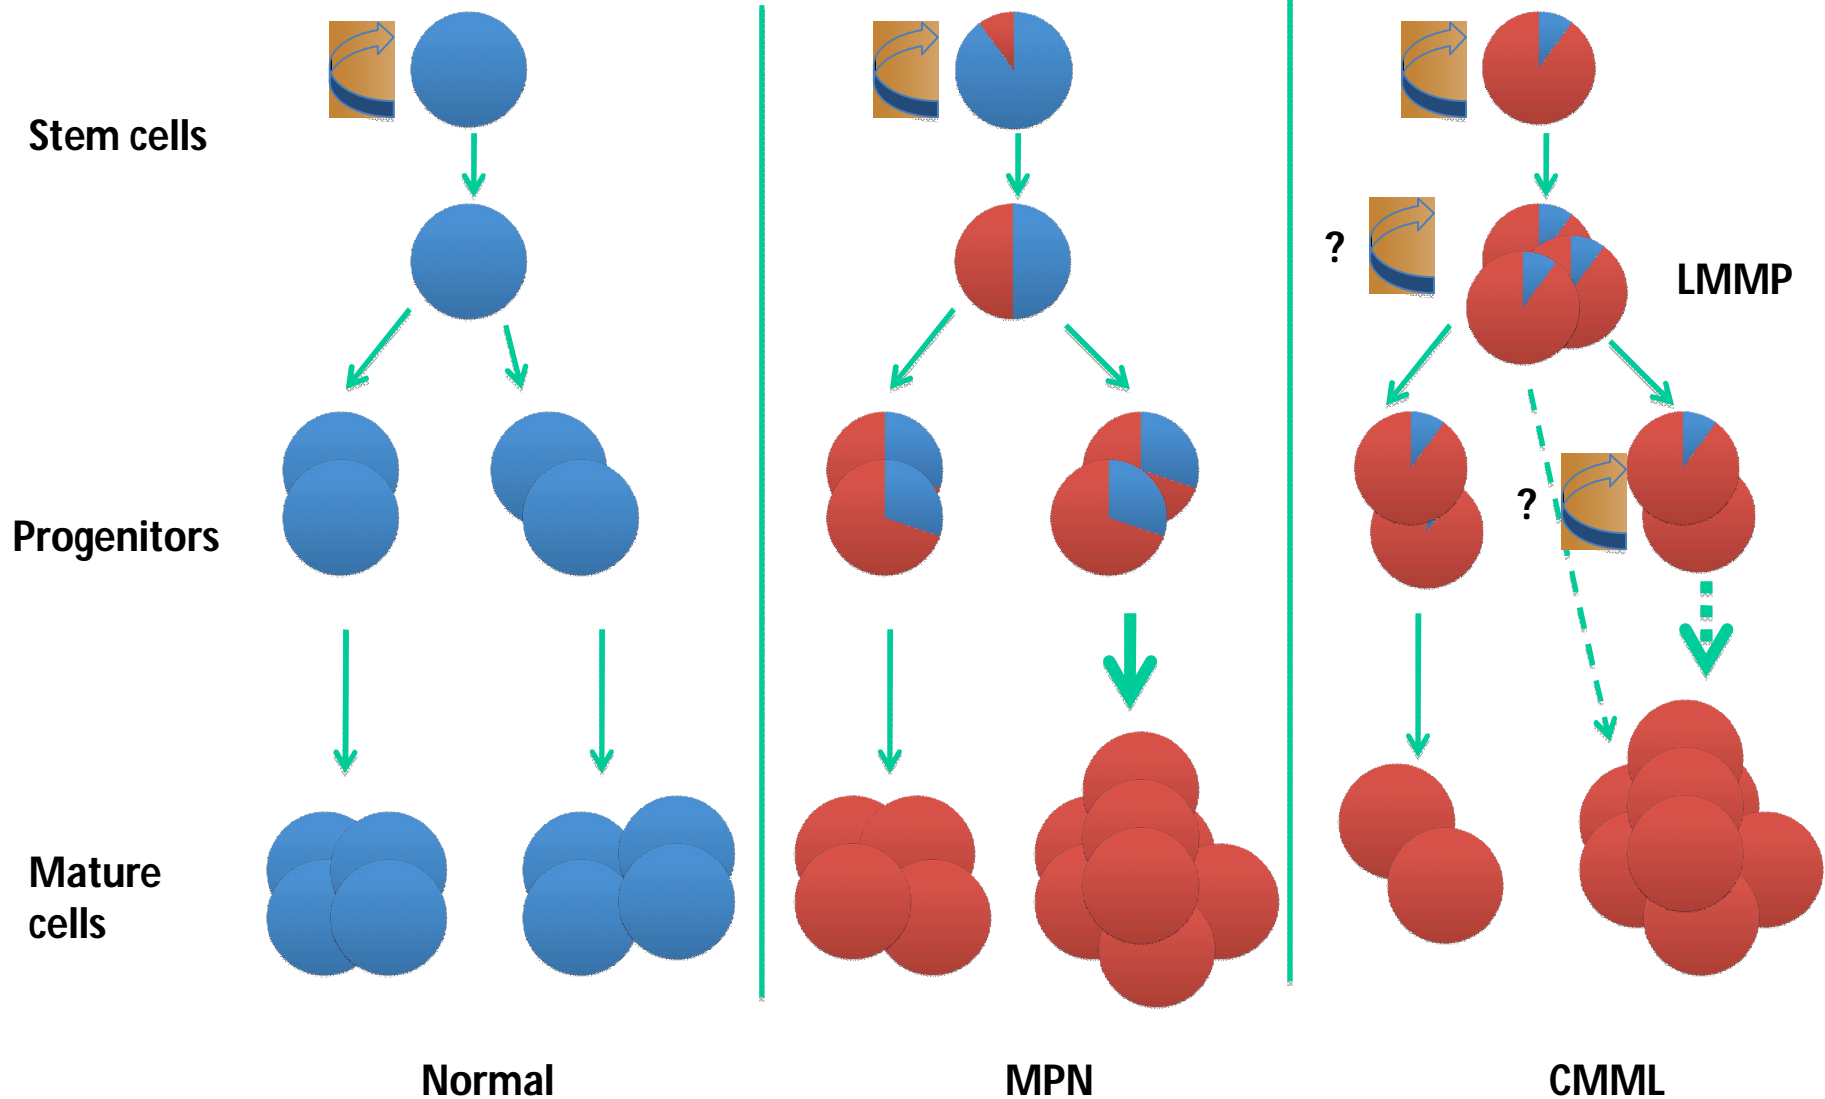 Stem cells
?
LMMP
?
Progenitors
Mature
cells
Normal
MPN
CMML